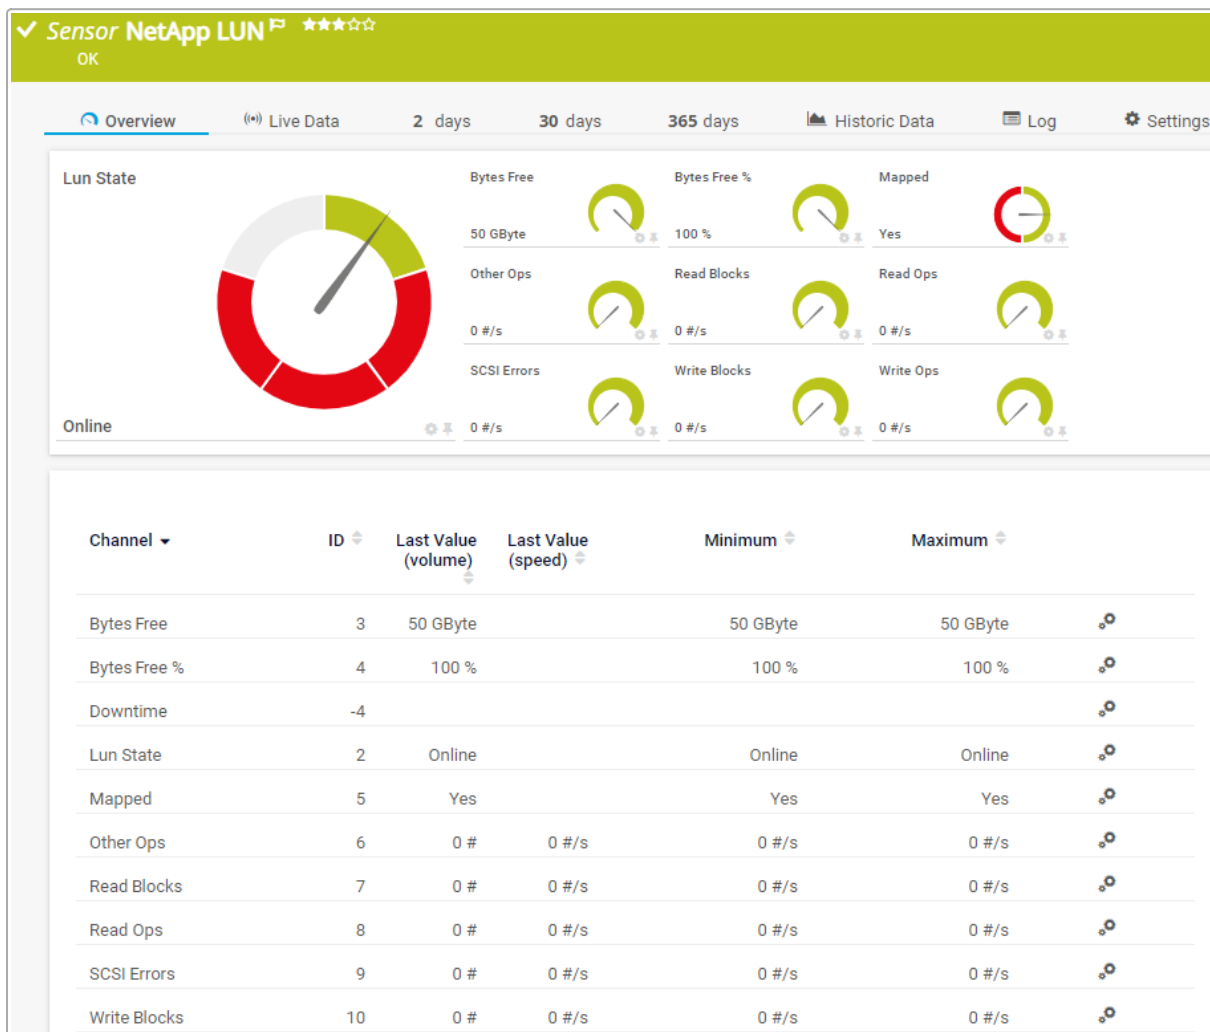 Sensor NetApp LUN
OK
Overview Live Data 2 days 30 days 365 days Historic Data Log Settings
Lun State
Online
Bytes Free Bytes Free % Mapped
50 GByte 100 % Yes
Other Ops Read Blocks Read Ops
0 #/s 0 #/s 0 #/s
SCSI Errors Write Blocks Write Ops
0 #/s 0 #/s 0 #/s
Channel ID Last Value Last Value Minimum Maximum
(volume) (speed)
Bytes Free 3 50 GByte 50 GByte 50 GByte
Bytes Free % 4 100 % 100 % 100 %
Downtime -4
Lun State 2 Online Online Online
Mapped 5 Yes Yes Yes
Other Ops 6 0 # 0 #/s 0 #/s 0 #/s
Read Blocks 7 0 # 0 #/s 0 #/s 0 #/s
Read Ops 8 0 # 0 #/s 0 #/s 0 #/s
SCSI Errors 9 0 # 0 #/s 0 #/s 0 #/s
Write Blocks 10 0 # 0 #/s 0 #/s 0 #/s